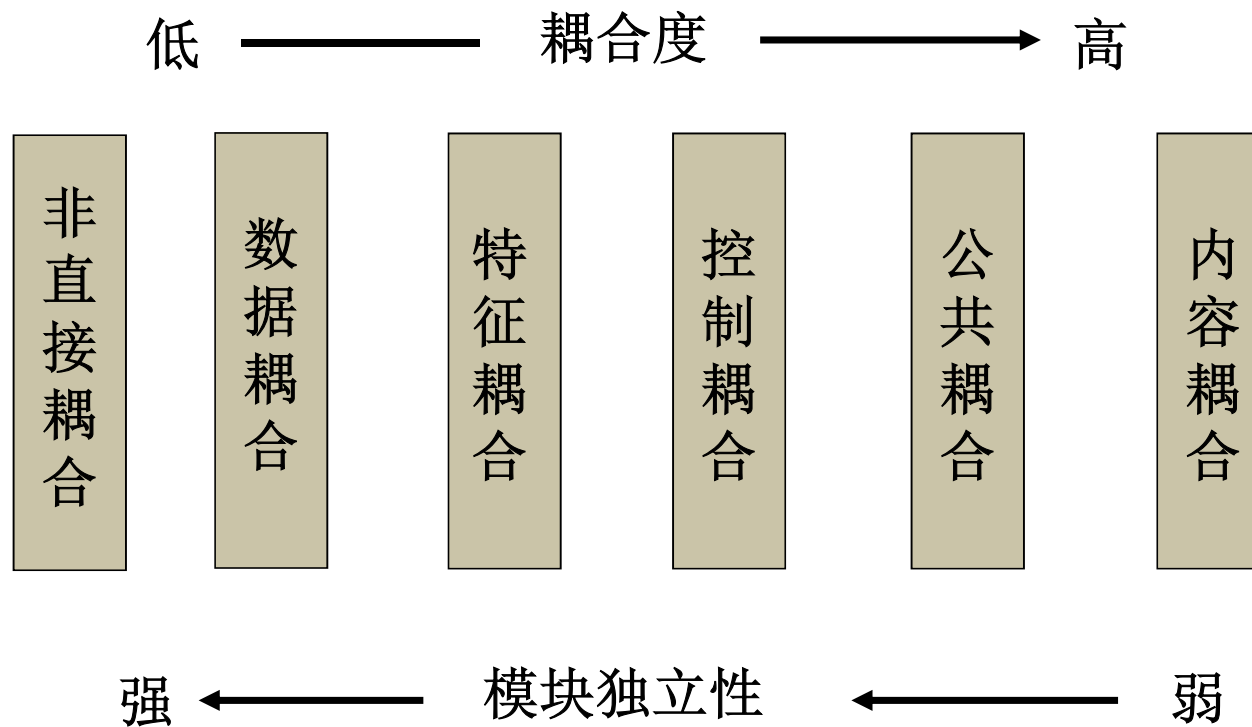 低 耦合度 高
非直接耦合
数据耦合
特征耦合
控制耦合
公共耦合
内容耦合
强 模块独立性 弱